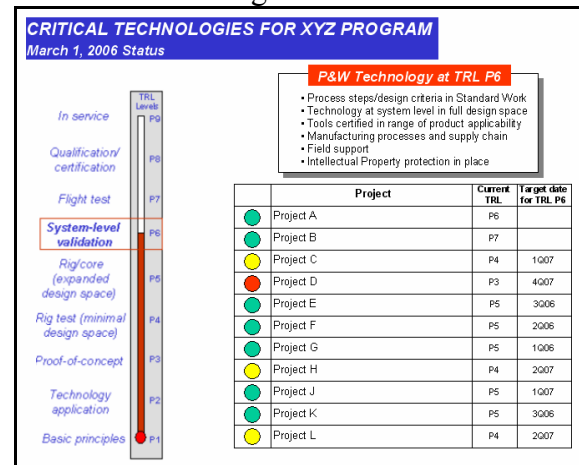 CRITICAL TECHNOLOGIES FOR XYZ PROGRAM
March 1, 2006 Status
TRL
Levels
In service
P9
Qualification/
certification
P8
Flight test
P7
System-level
validation
P6
Rig/core
(expanded
design space)
P5
Rig test (minimal
design space)
P4
Proof-of-concept
P3
Technology
application
P2
Basic principles
P1
P&W Technology at TRL P6
• Process steps/design criteria in Standard Work
• Technology at system level in full design space
• Tools certified in range of product applicability
• Manufacturing processes and supply chain
• Field support
• Intellectual Property protection in place
Project Current TRL Target date for TRL P6
Project A P6
Project B P7
Project C P4 1Q07
Project D P3 4Q07
Project E P5 3Q06
Project F P5 2Q06
Project G P5 1Q06
Project H P4 2Q07
Project J P5 1Q07
Project K P5 3Q06
Project L P4 2Q07